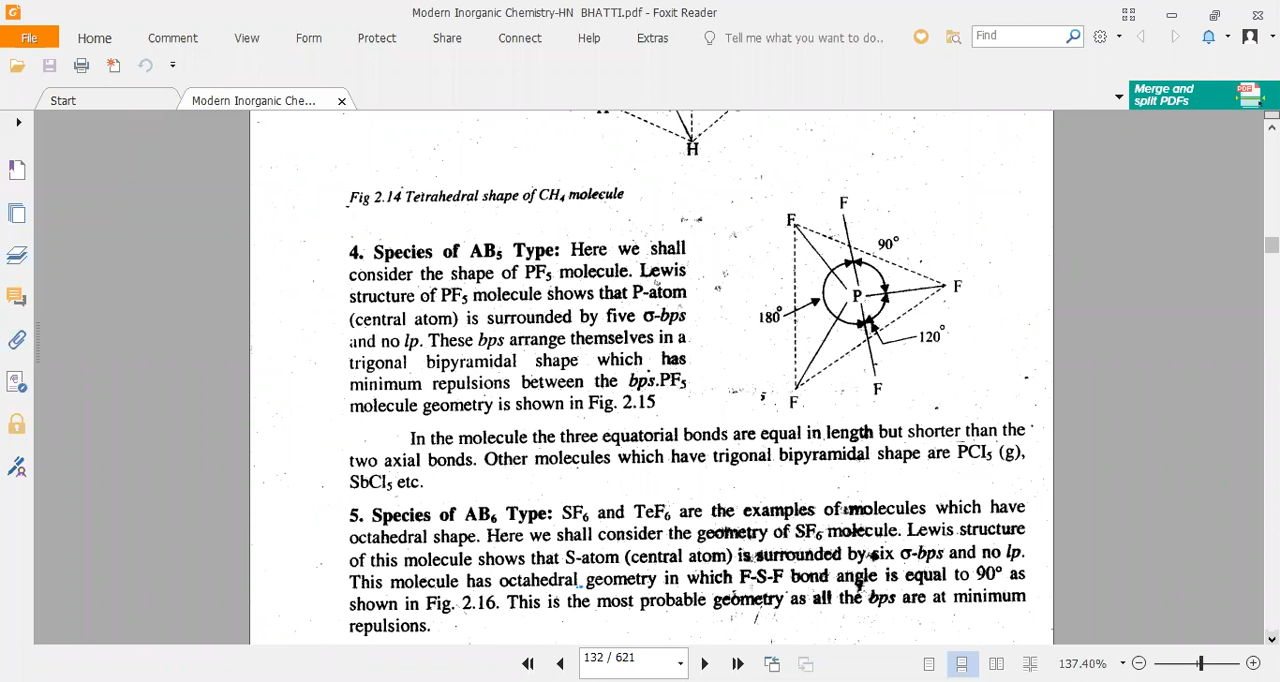 Modern Inorganic Chemistry-HN BHATTI.pdf - Foxit Reader
File Home Comment View Form Protect Share Connect Help Extras Tell me what you want to do.. Find
Start Modern Inorganic Che... Merge and
split PDFs
H
Fig 2.14 Tetrahedral shape of CH₄ molecule
4. Species of AB₅ Type: Here we shall
consider the shape of PF₅ molecule. Lewis
structure of PF₅ molecule shows that P-atom
(central atom) is surrounded by five σ-bps
and no lp. These bps arrange themselves in a
trigonal bipyramidal shape which has
minimum repulsions between the bps.PF₅
molecule geometry is shown in Fig. 2.15
F
F
90°
F
P
180°
120°
F
F
In the molecule the three equatorial bonds are equal in length but shorter than the
two axial bonds. Other molecules which have trigonal bipyramidal shape are PCl₅ (g),
SbCl₅ etc.
5. Species of AB₆ Type: SF₆ and TeF₆ are the examples of molecules which have
octahedral shape. Here we shall consider the geometry of SF₆ molecule. Lewis structure
of this molecule shows that S-atom (central atom) is surrounded by six σ-bps and no lp.
This molecule has octahedral geometry in which F-S-F bond angle is equal to 90° as
shown in Fig. 2.16. This is the most probable geometry as all the bps are at minimum
repulsions.
132 / 621
137.40%